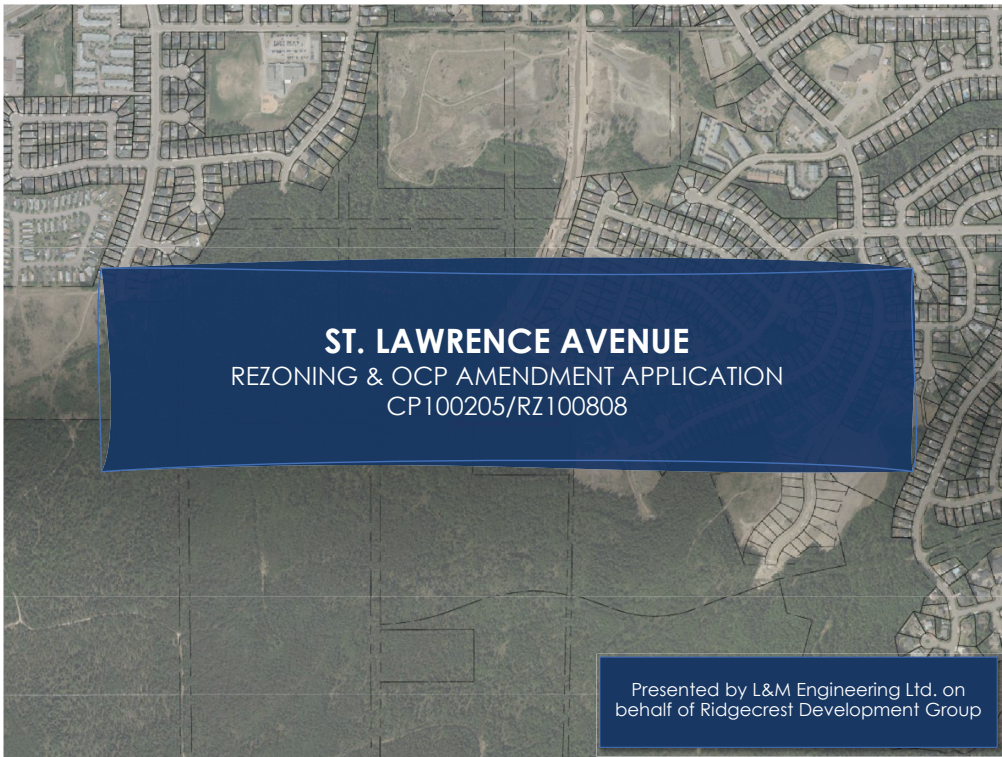 ST. LAWRENCE AVENUE
REZONING & OCP AMENDMENT APPLICATION
CP100205/RZ100808
Presented by L&M Engineering Ltd. on
behalf of Ridgecrest Development Group